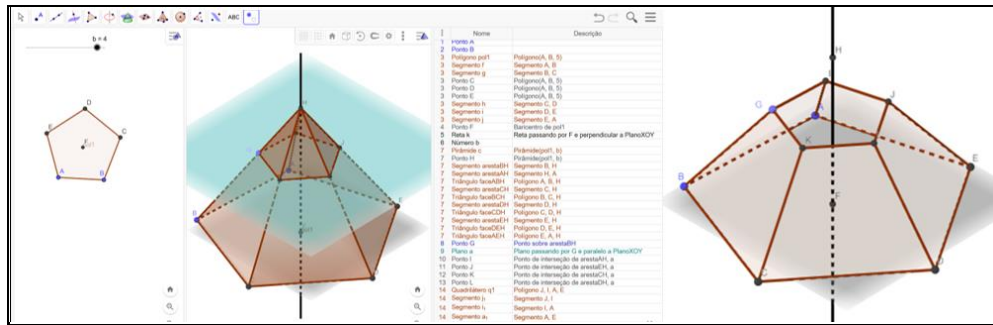 ABC
b = 4
D
E
C
A
B
Nome Descrição
1 Ponto A
2 Ponto B
3 Polígono pol1 Polígono(A, B, 5)
3 Segmento f Segmento A, B
3 Segmento g Segmento B, C
3 Ponto C Polígono(A, B, 5)
3 Ponto D Polígono(A, B, 5)
3 Ponto E Polígono(A, B, 5)
3 Segmento h Segmento C, D
3 Segmento i Segmento D, E
3 Segmento j Segmento E, A
4 Ponto F Baricentro de pol1
5 Reta k Reta passando por F e perpendicular a PlanoXOY
6 Número b
7 Pirâmide c Pirâmide(pol1, b)
7 Ponto H Pirâmide(pol1, b)
7 Segmento arestaBH Segmento B, H
7 Segmento arestaAH Segmento H, A
7 Triângulo faceABH Polígono A, B, H
7 Segmento arestaCH Segmento C, H
7 Triângulo faceBCH Polígono B, C, H
7 Segmento arestaDH Segmento D, H
7 Triângulo faceCDH Polígono C, D, H
7 Segmento arestaEH Segmento E, H
7 Triângulo faceDEH Polígono D, E, H
7 Triângulo faceAEH Polígono E, A, H
8 Ponto G Ponto sobre arestaBH
9 Plano a Plano passando por G e paralelo a PlanoXOY
10 Ponto I Ponto de interseção de arestaAH, a
11 Ponto J Ponto de interseção de arestaEH, a
12 Ponto K Ponto de interseção de arestaCH, a
13 Ponto L Ponto de interseção de arestaDH, a
14 Quadrilátero q1 Polígono J, I, A, E
14 Segmento j₁ Segmento J, I
14 Segmento i₁ Segmento I, A
14 Segmento a₁ Segmento A, E
H
I
G
A
J
K
E
B
F
C
D